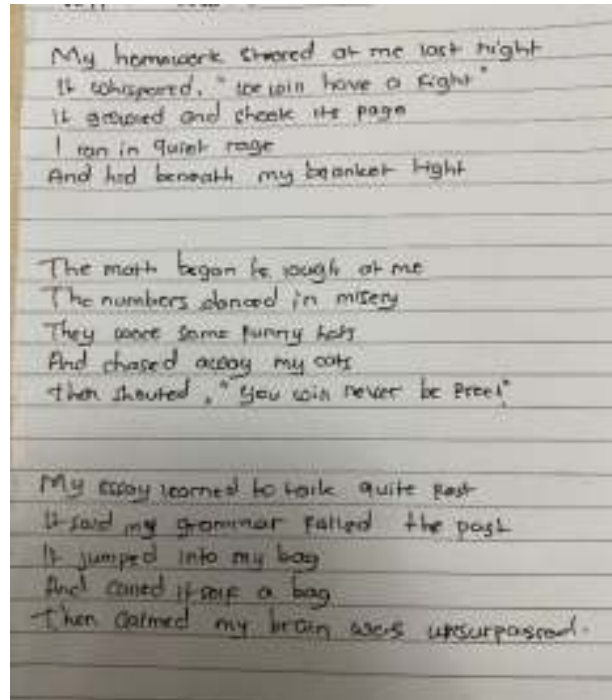 My homework stared at me last night
It whispered, "we will have a fight"
It growled and shook its page
I ran in quiet rage
And hid beneath my blanket tight
The math began to laugh at me
The numbers danced in misery
They wore some funny hats
And chased away my cats
then shouted, "You will never be free!"
My essay learned to talk quite fast
It said my grammar failed the past
It jumped into my bag
And called itself a bag
Then claimed my brain was unsurpassed.